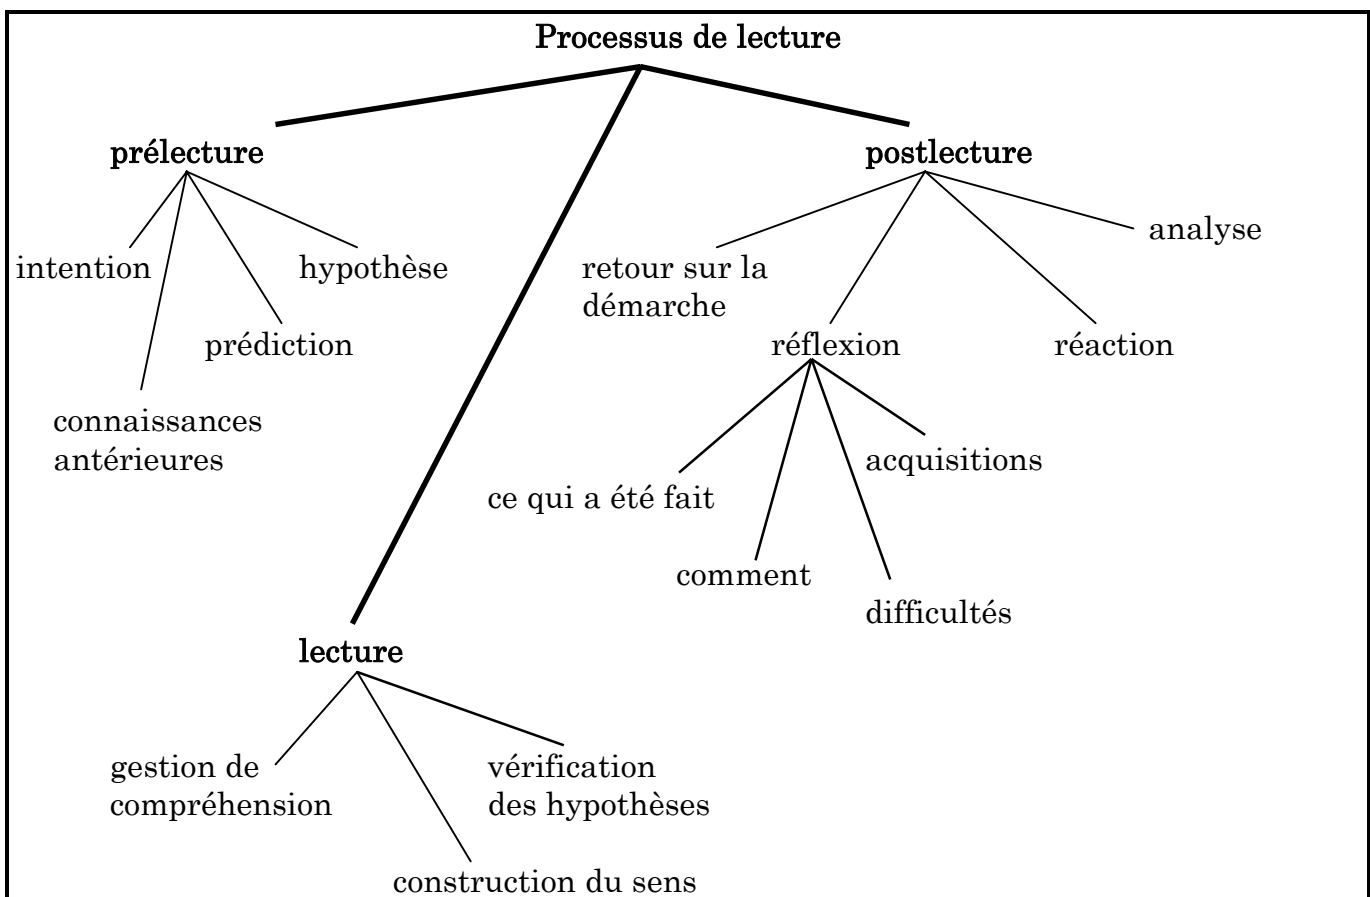 Processus de lecture
prélecture
postlecture
analyse
intention
hypothèse
retour sur la
démarche
prédiction
réflexion
réaction
connaissances
antérieures
acquisitions
ce qui a été fait
comment
difficultés
lecture
gestion de
compréhension
vérification
des hypothèses
construction du sens